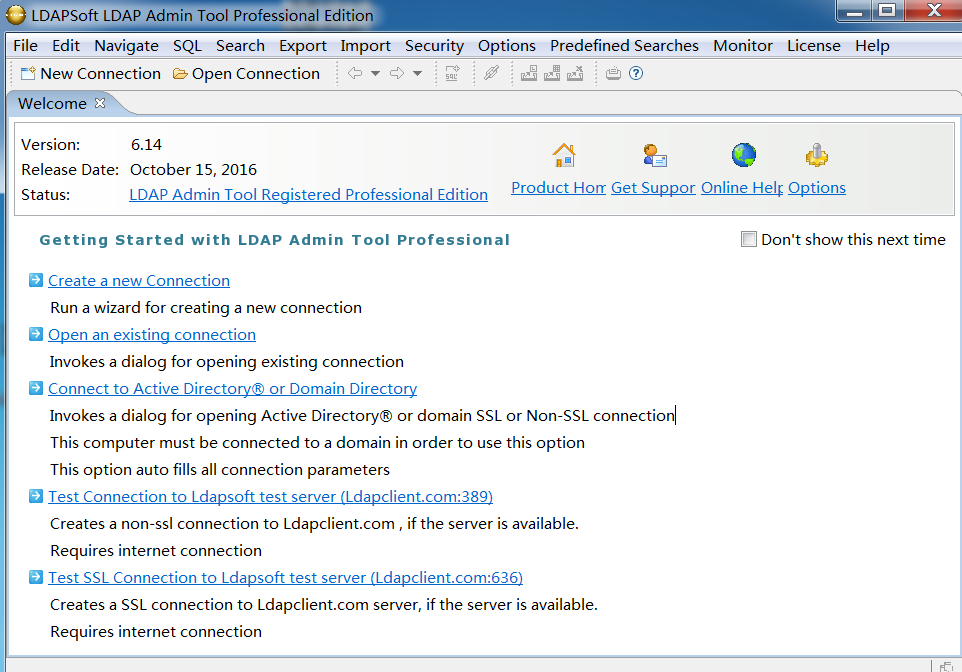 LDAPSoft LDAP Admin Tool Professional Edition
File Edit Navigate SQL Search Export Import Security Options Predefined Searches Monitor License Help
New Connection Open Connection
Welcome
Version: 6.14
Release Date: October 15, 2016
Status: LDAP Admin Tool Registered Professional Edition
Product Hon Get Suppor Online Help Options
Getting Started with LDAP Admin Tool Professional
Don't show this next time
Create a new Connection
Run a wizard for creating a new connection
Open an existing connection
Invokes a dialog for opening existing connection
Connect to Active Directory® or Domain Directory
Invokes a dialog for opening Active Directory® or domain SSL or Non-SSL connection
This computer must be connected to a domain in order to use this option
This option auto fills all connection parameters
Test Connection to Ldapsoft test server (Ldapclient.com:389)
Creates a non-ssl connection to Ldapclient.com , if the server is available.
Requires internet connection
Test SSL Connection to Ldapsoft test server (Ldapclient.com:636)
Creates a SSL connection to Ldapclient.com server, if the server is available.
Requires internet connection